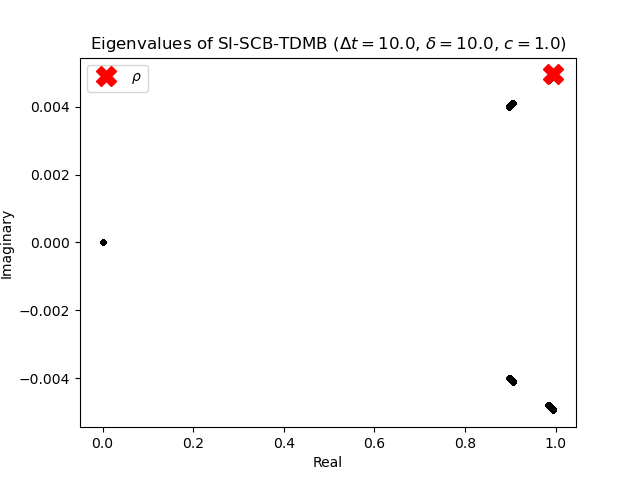 Eigenvalues of SI-SCB-TDMB (Δt = 10.0, δ = 10.0, c = 1.0)
ρ
0.004
0.002
0.000
−0.002
−0.004
Imaginary
0.0 0.2 0.4 0.6 0.8 1.0
Real